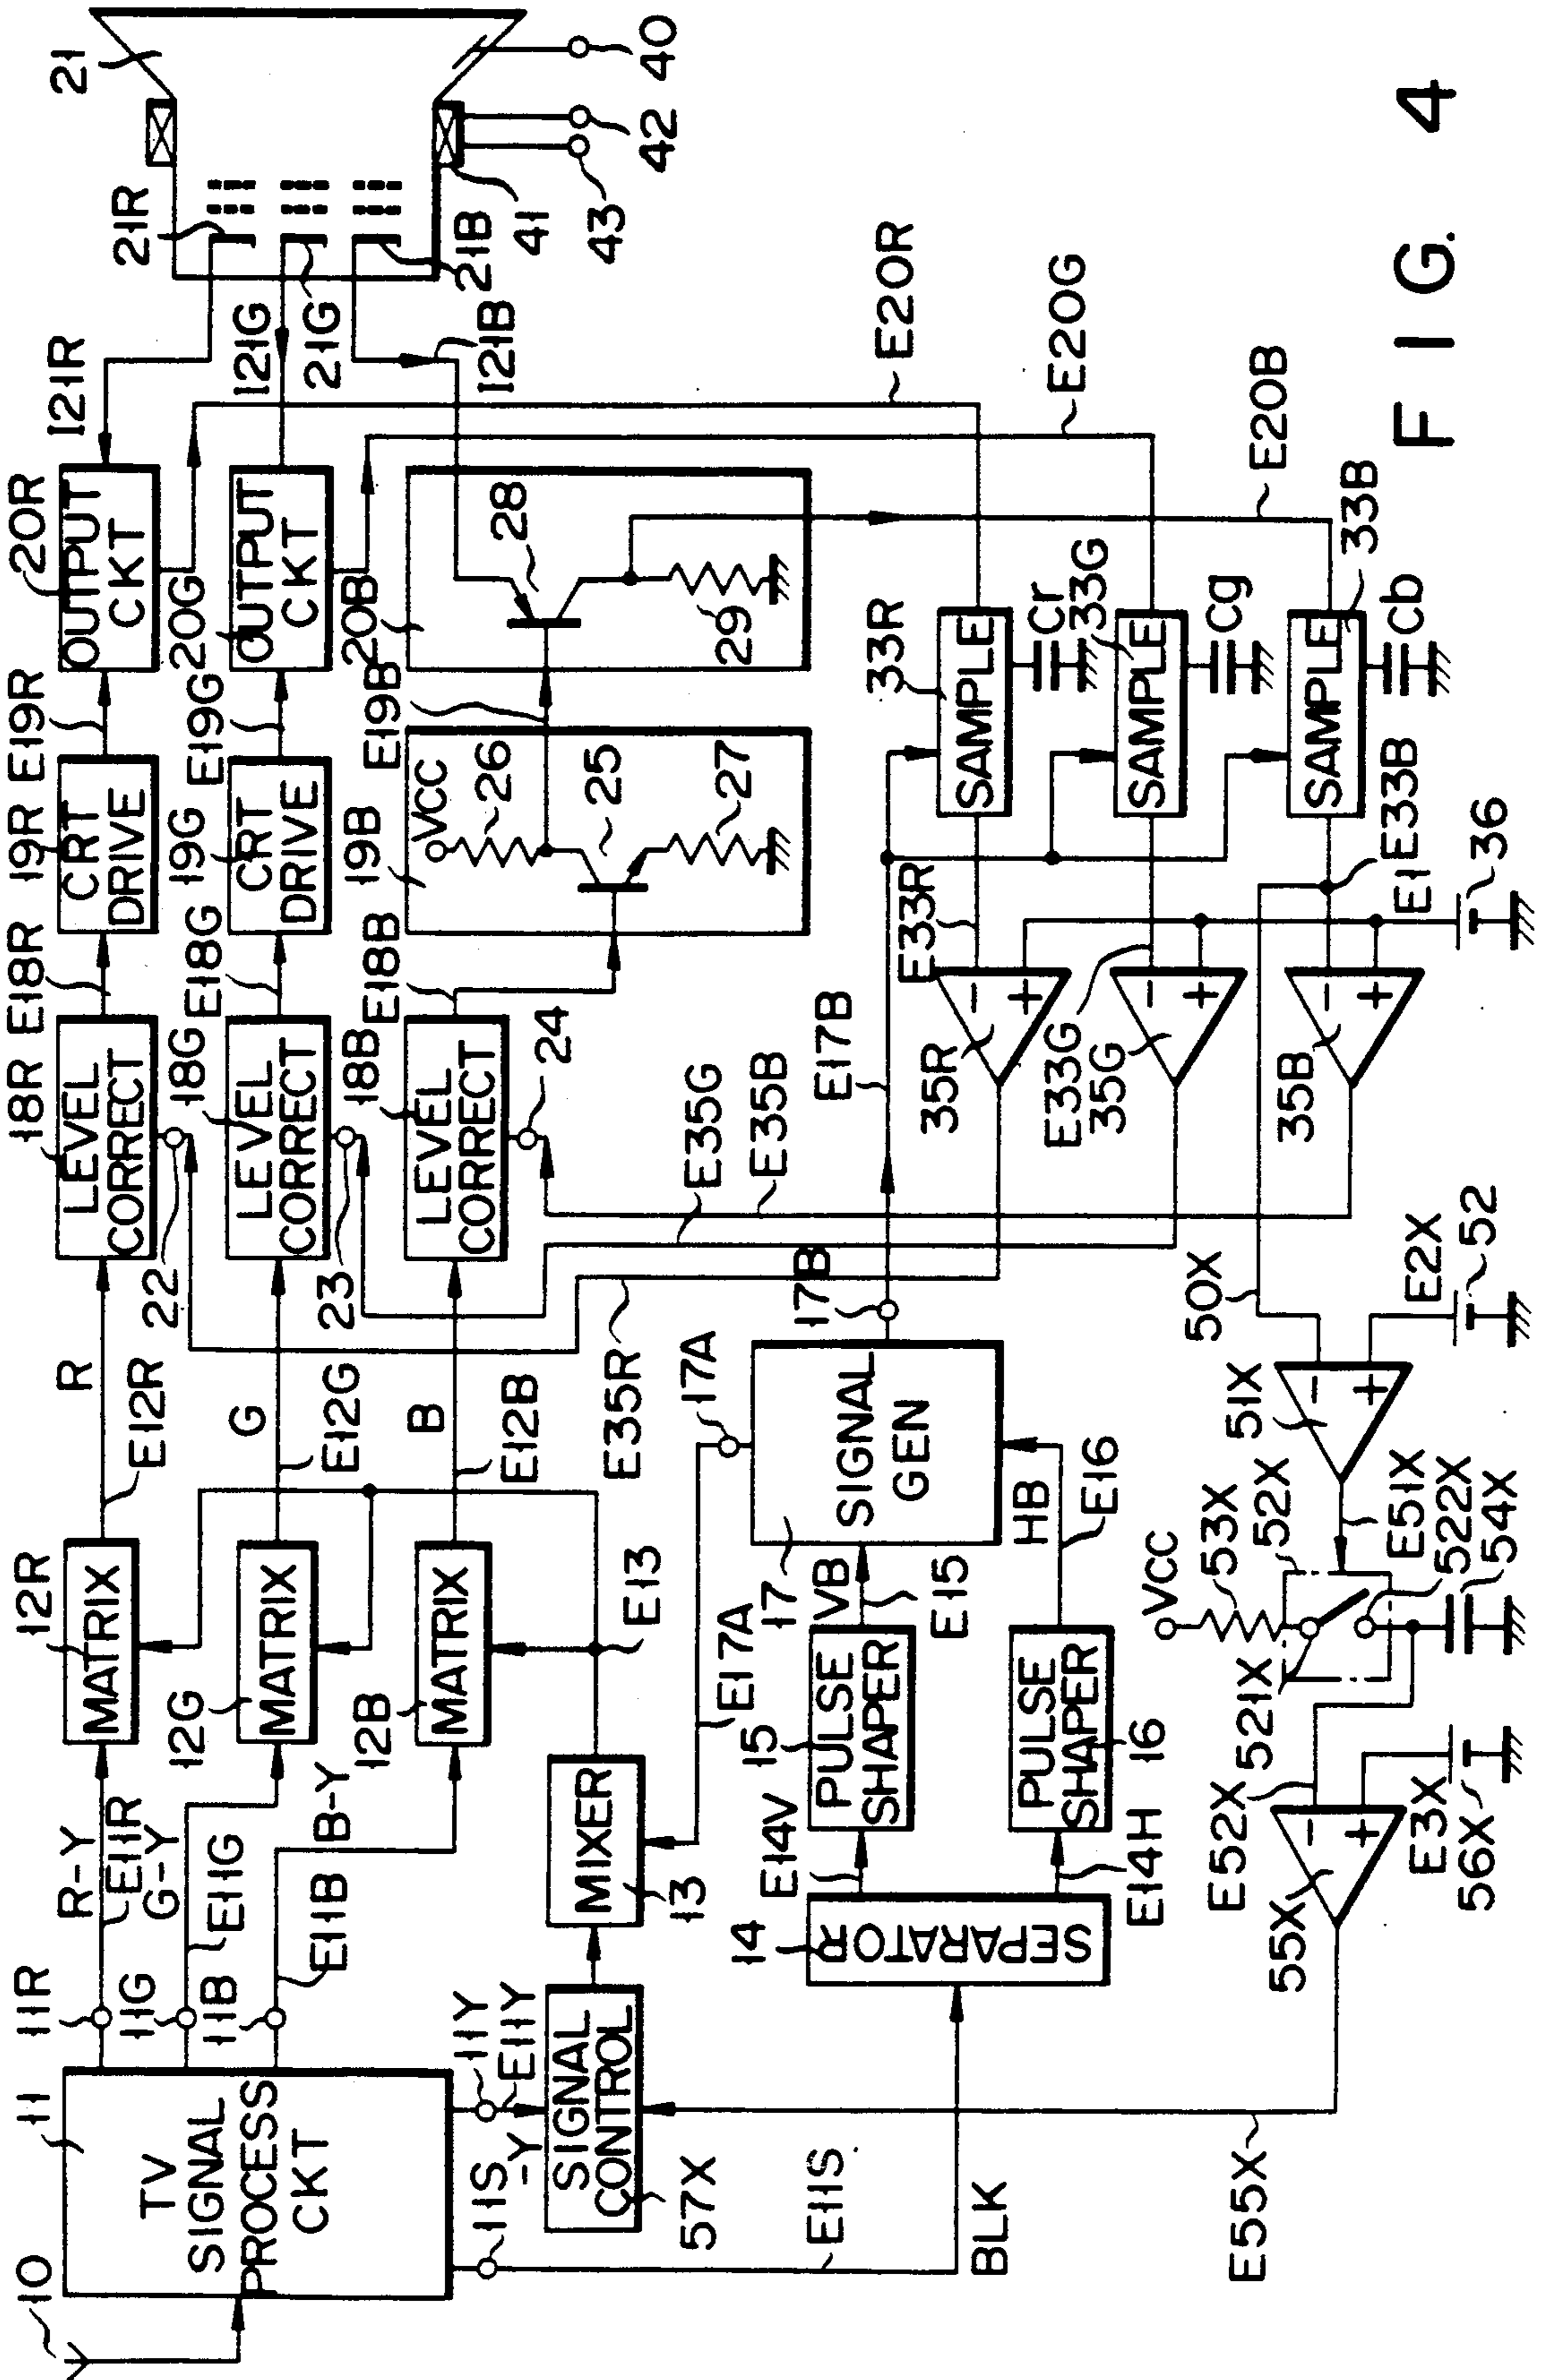 10
11
TV
SIGNAL
PROCESS
CKT
11R
R-Y
E11R
11G
G-Y
E11G
11B
B-Y
E11B
11Y
E11Y
-Y
11S
E11S
BLK
12R
MATRIX
12G
MATRIX
12B
MATRIX
R
E12R
G
E12G
B
E12B
18R
LEVEL
CORRECT
22
18G
LEVEL
CORRECT
23
18B
LEVEL
CORRECT
24
E18R
E18G
E18B
19R
CRT
DRIVE
19G
CRT
DRIVE
19B
VCC
26
25
27
E19R
E19G
E19B
20R
OUTPUT
CKT
20G
OUTPUT
CKT
20B
28
29
121R
121G
121B
21R
21G
21B
21
41
43
42
40
E20R
E20G
E20B
SIGNAL
CONTROL
57X
MIXER
13
E13
E17A
17A
14
SEPARATOR
E14V
E14H
15
PULSE
SHAPER
PULSE
SHAPER
16
VB
E15
HB
E16
17
SIGNAL
GEN
17B
E17B
E35R
E35G
E35B
33R
SAMPLE
Cr
33G
SAMPLE
Cg
33B
SAMPLE
Cb
E33R
- +
35R
E33G
35G
- +
E33B
35B
- +
E1
36
50X
51X
- +
E2X
52
E51X
VCC
53X
52X
521X
522X
54X
E52X
55X
- +
E3X
56X
E55X
FIG. 4